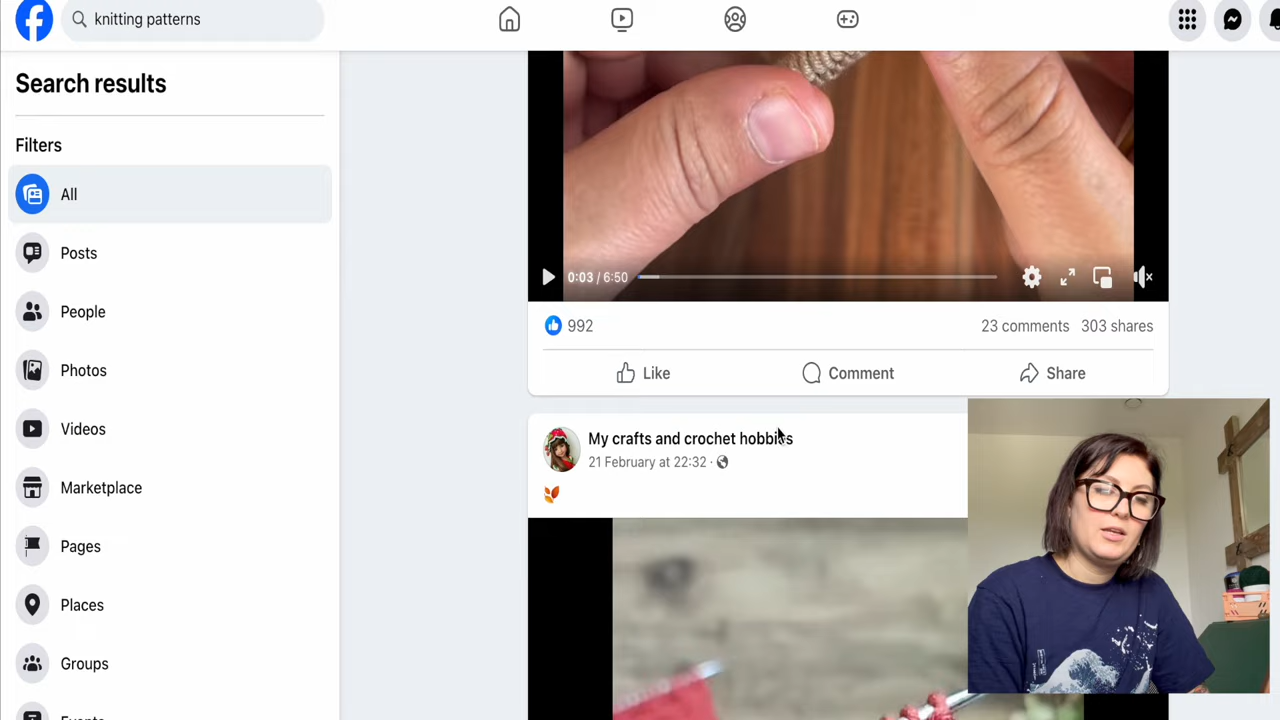 knitting patterns
Search results
Filters
All
Posts
People
Photos
Videos
Marketplace
Pages
Places
Groups
0:03 / 6:50
992
23 comments 303 shares
Like
Comment
Share
My crafts and crochet hobbies
21 February at 22:32 ·